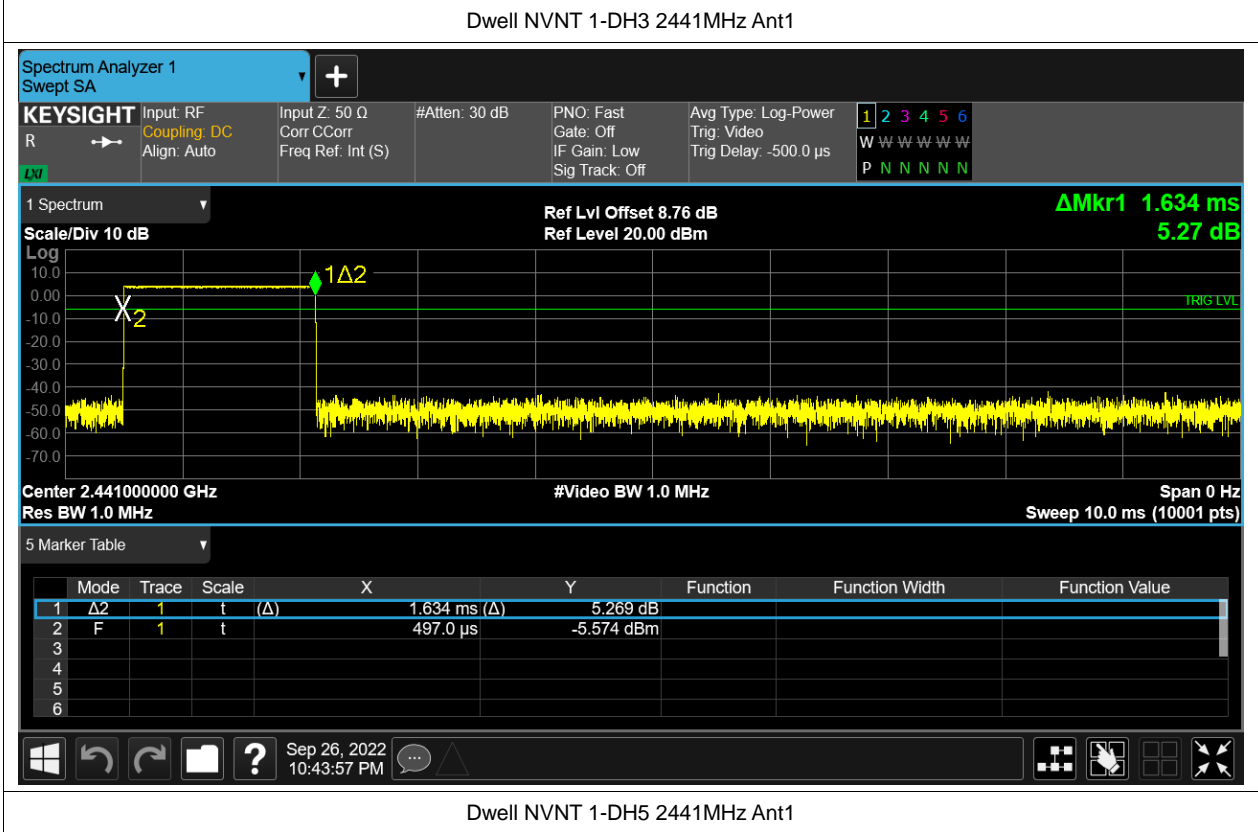 Dwell NVNT 1-DH3 2441MHz Ant1
Spectrum Analyzer 1
Swept SA
KEYSIGHT
R
LXI
Input: RF
Coupling: DC
Align: Auto
Input Z: 50 Ω
Corr CCorr
Freq Ref: Int (S)
#Atten: 30 dB
PNO: Fast
Gate: Off
IF Gain: Low
Sig Track: Off
Avg Type: Log-Power
Trig: Video
Trig Delay: -500.0 µs
1 2 3 4 5 6
W W W W W W
P N N N N N
1 Spectrum
Scale/Div 10 dB
Ref Lvl Offset 8.76 dB
Ref Level 20.00 dBm
ΔMkr1 1.634 ms
5.27 dB
Log
10.0
0.00
-10.0
-20.0
-30.0
-40.0
-50.0
-60.0
-70.0
1Δ2
X2
TRIG LVL
Center 2.441000000 GHz
#Video BW 1.0 MHz
Span 0 Hz
Res BW 1.0 MHz
Sweep 10.0 ms (10001 pts)
5 Marker Table
Mode Trace Scale X Y Function Function Width Function Value
1 Δ2 1 t (Δ) 1.634 ms (Δ) 5.269 dB
2 F 1 t 497.0 µs -5.574 dBm
3
4
5
6
?
Sep 26, 2022
10:43:57 PM
Dwell NVNT 1-DH5 2441MHz Ant1